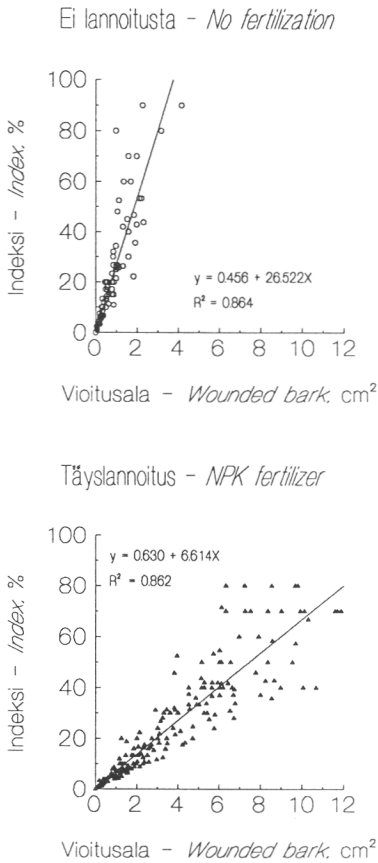 Ei lannoitusta – No fertilization
100
80
60
40
20
0
Indeksi – Index, %
y = 0.456 + 26.522X
R² = 0.864
0 2 4 6 8 10 12
Vioitusala – Wounded bark, cm²
Täyslannoitus – NPK fertilizer
100
80
60
40
20
0
Indeksi – Index, %
y = 0.630 + 6.614X
R² = 0.862
0 2 4 6 8 10 12
Vioitusala – Wounded bark, cm²